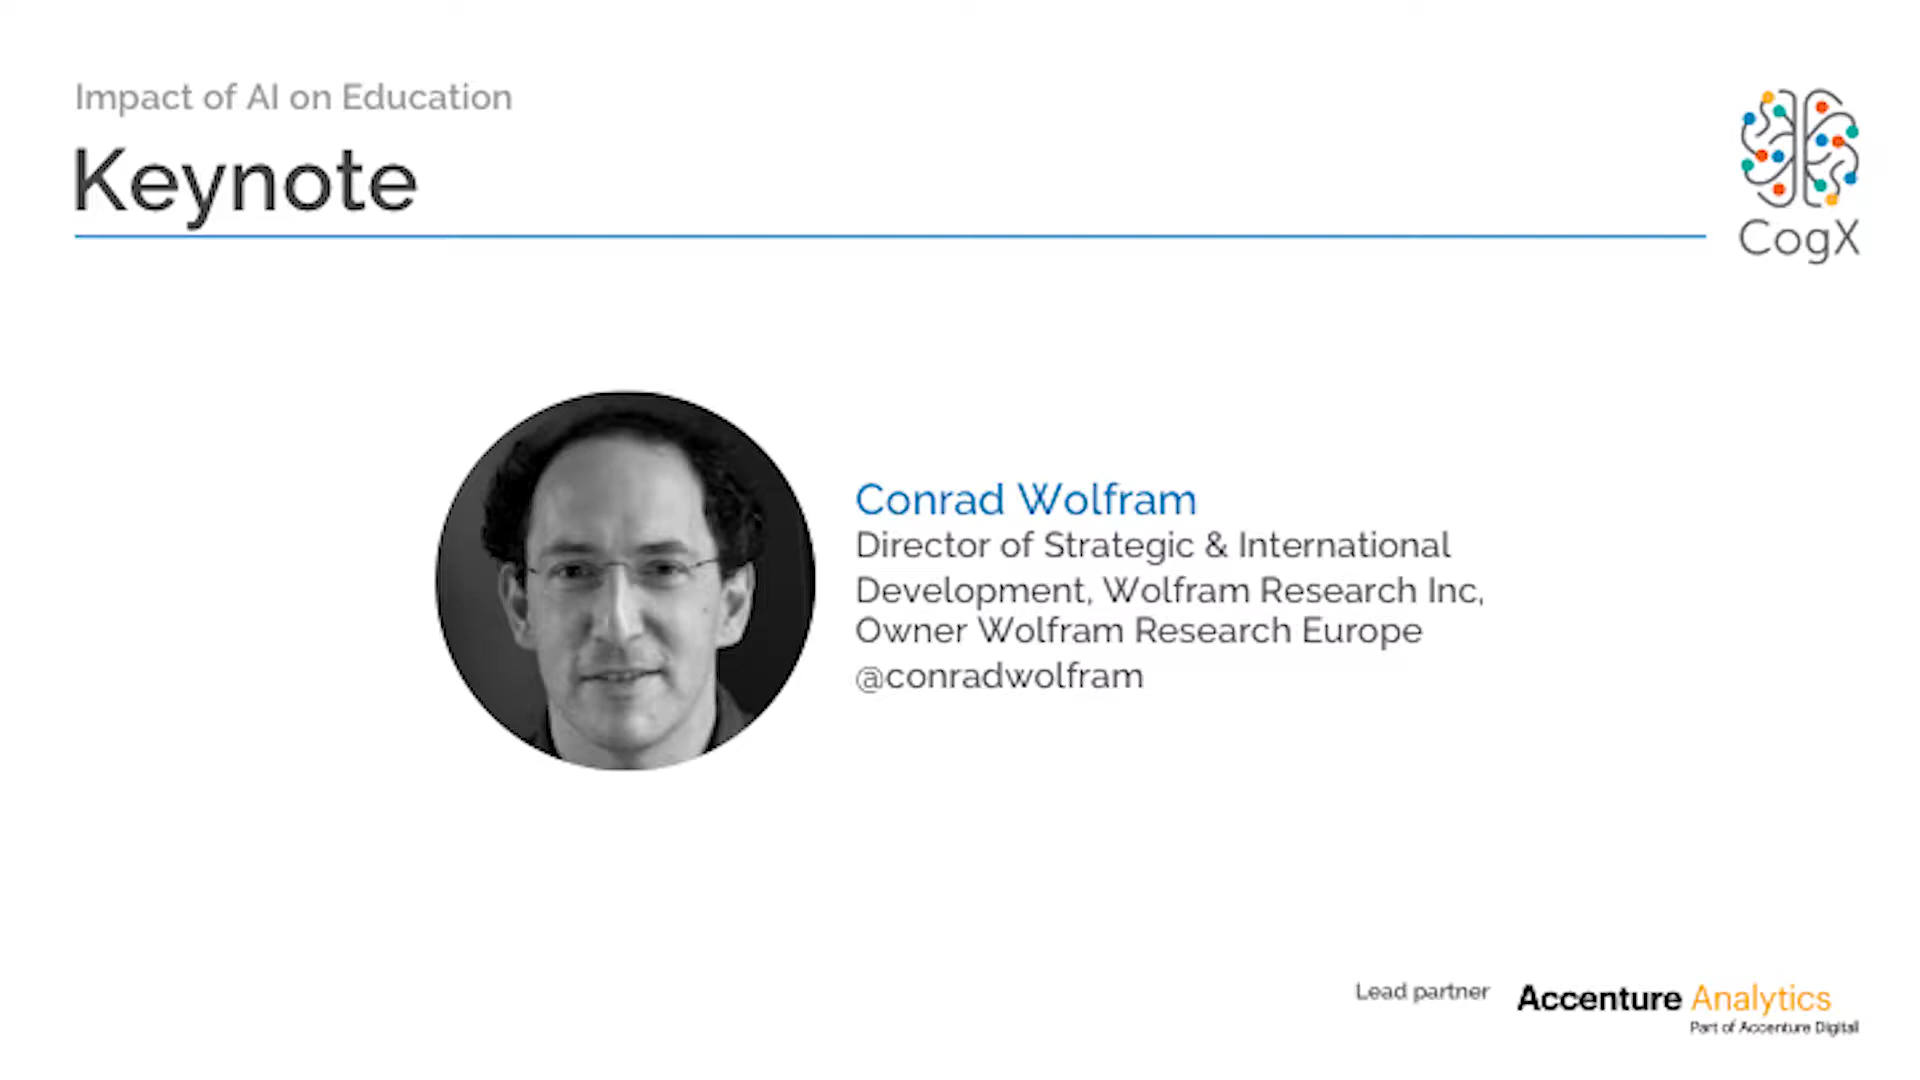 Impact of AI on Education
Keynote
CogX
Conrad Wolfram
Director of Strategic & International
Development, Wolfram Research Inc,
Owner Wolfram Research Europe
@conradwolfram
Lead partner
Accenture Analytics
Part of Accenture Digital